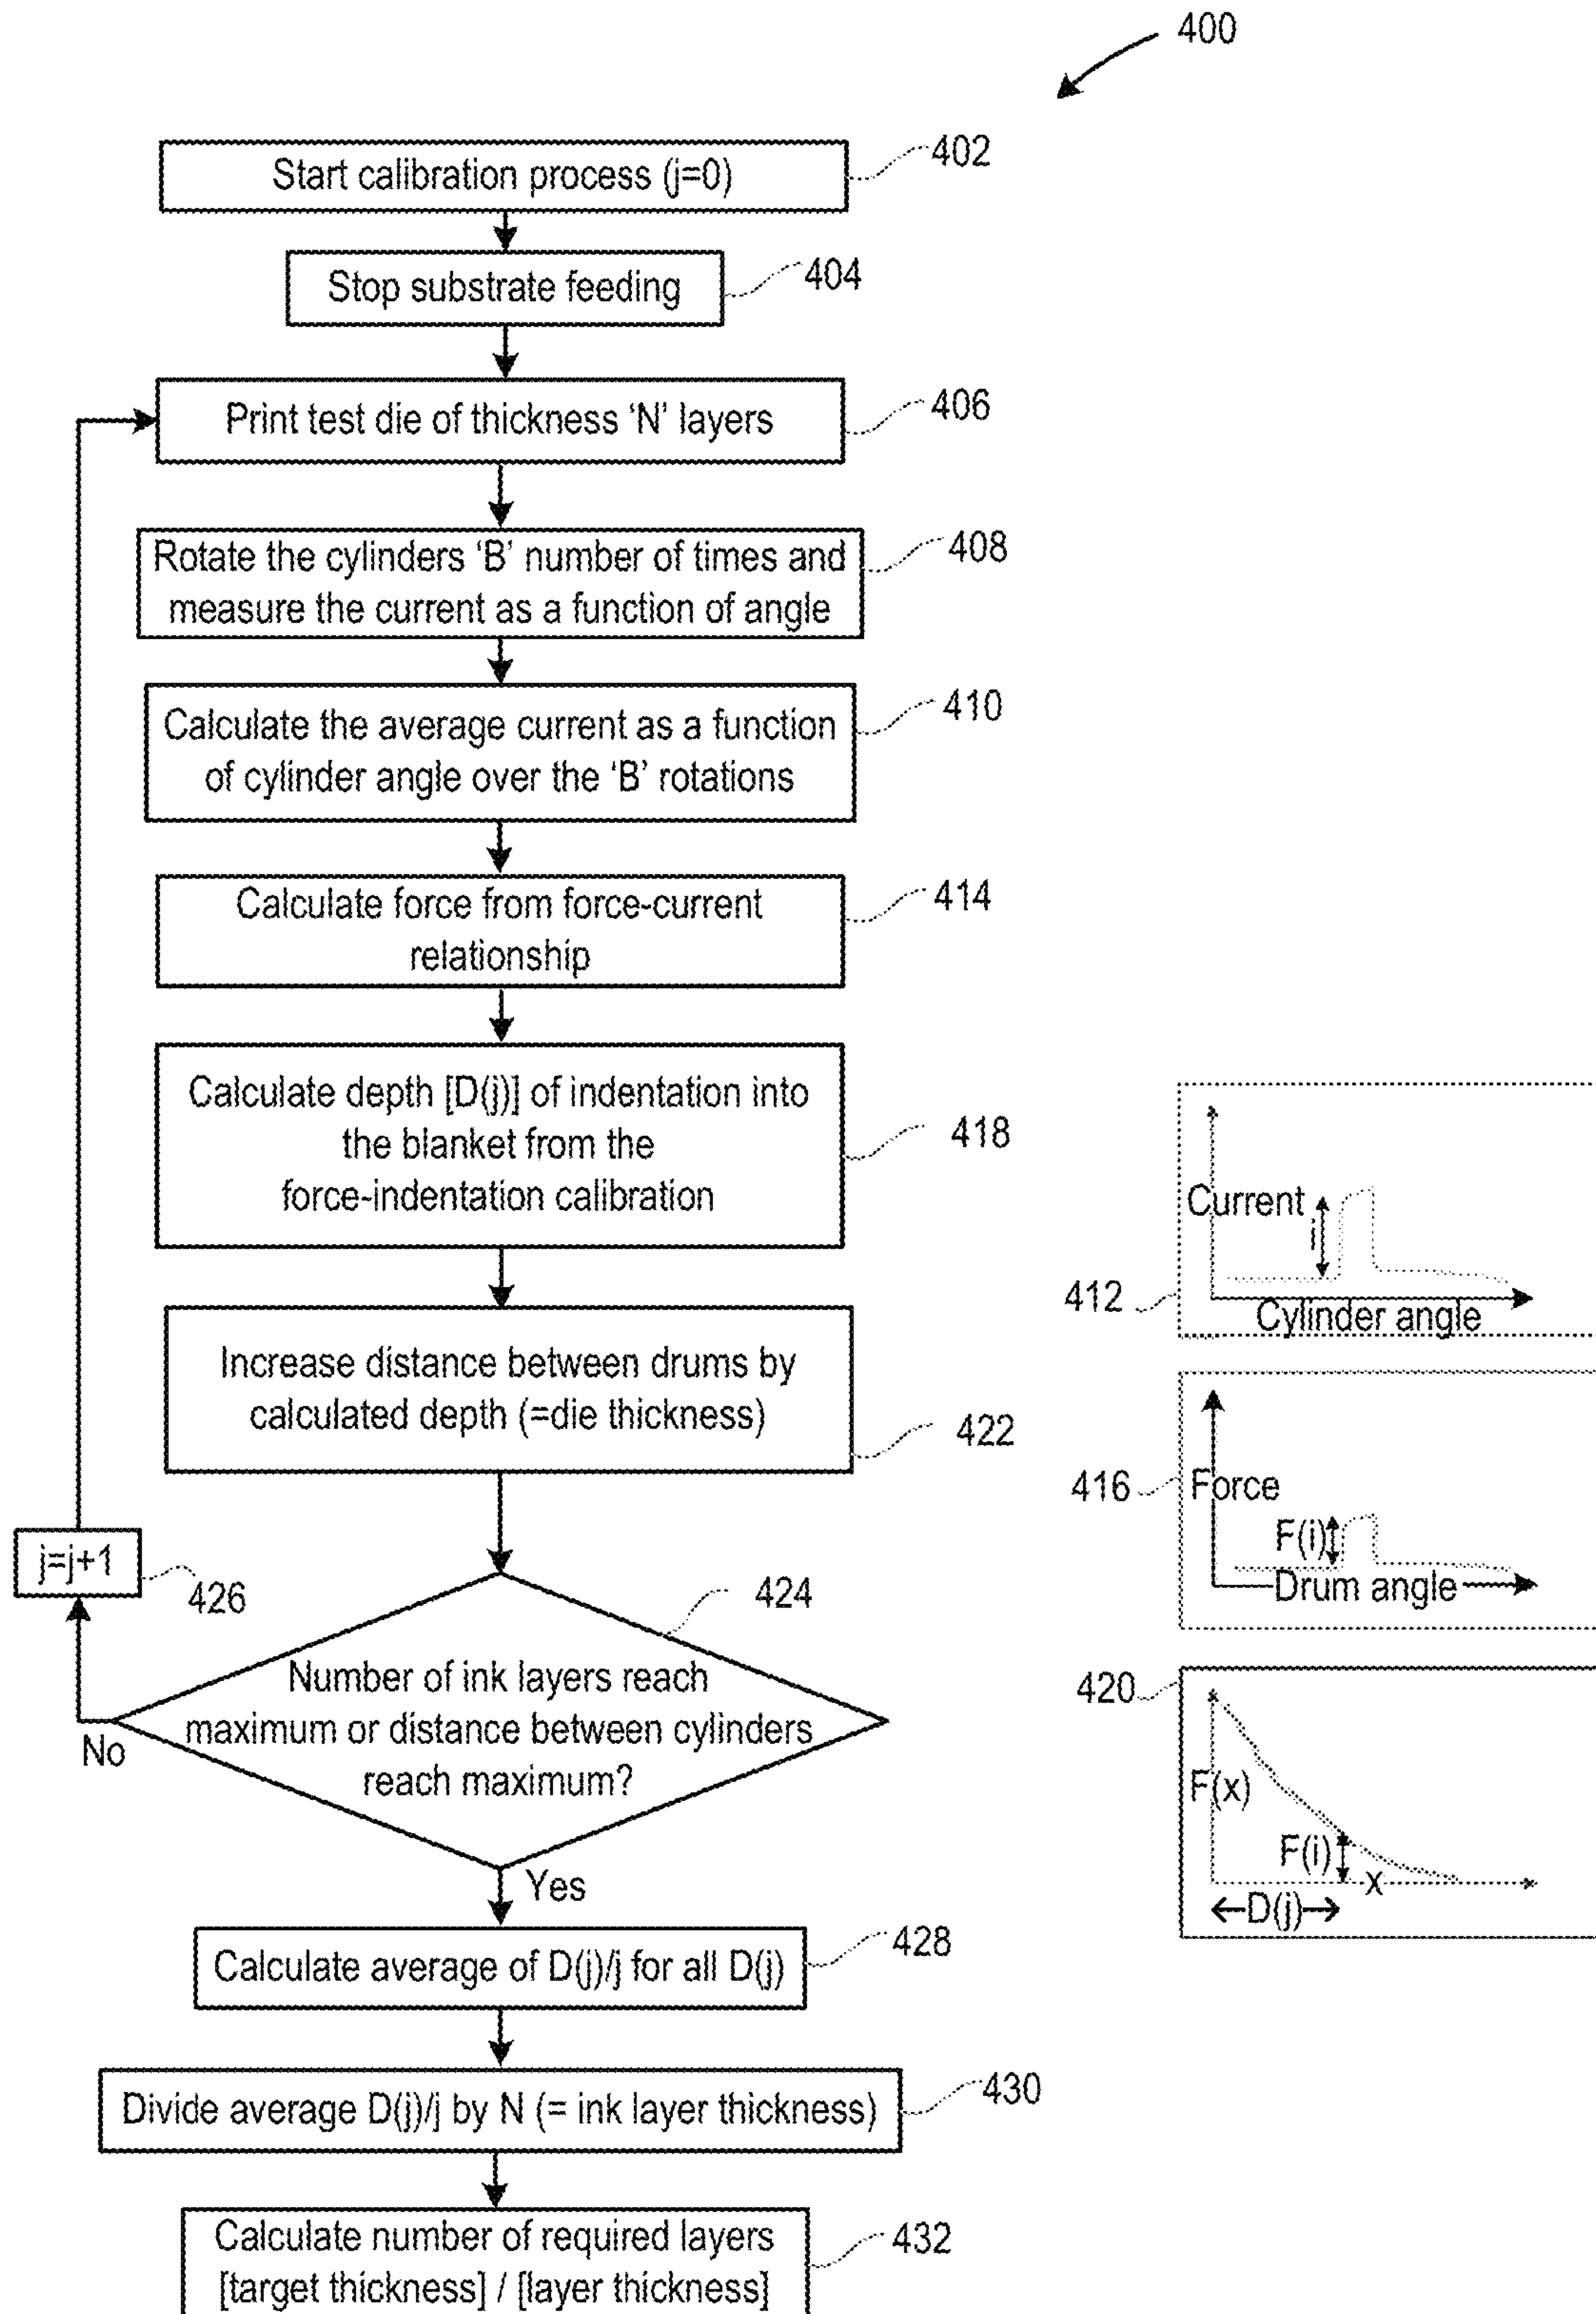 400
Start calibration process (j=0)
402
Stop substrate feeding
404
Print test die of thickness ‘N’ layers
406
Rotate the cylinders ‘B’ number of times and
measure the current as a function of angle
408
Calculate the average current as a function
of cylinder angle over the ‘B’ rotations
410
Calculate force from force-current
relationship
414
Calculate depth [D(j)] of indentation into
the blanket from the
force-indentation calibration
418
Increase distance between drums by
calculated depth (=die thickness)
422
j=j+1
426
424
Number of ink layers reach
maximum or distance between cylinders
reach maximum?
No
Yes
Calculate average of D(j)/j for all D(j)
428
Divide average D(j)/j by N (= ink layer thickness)
430
Calculate number of required layers
[target thickness] / [layer thickness]
432
Current
i
412
Cylinder angle
416
Force
F(i)
Drum angle
420
F(x)
F(i)
x
D(j)